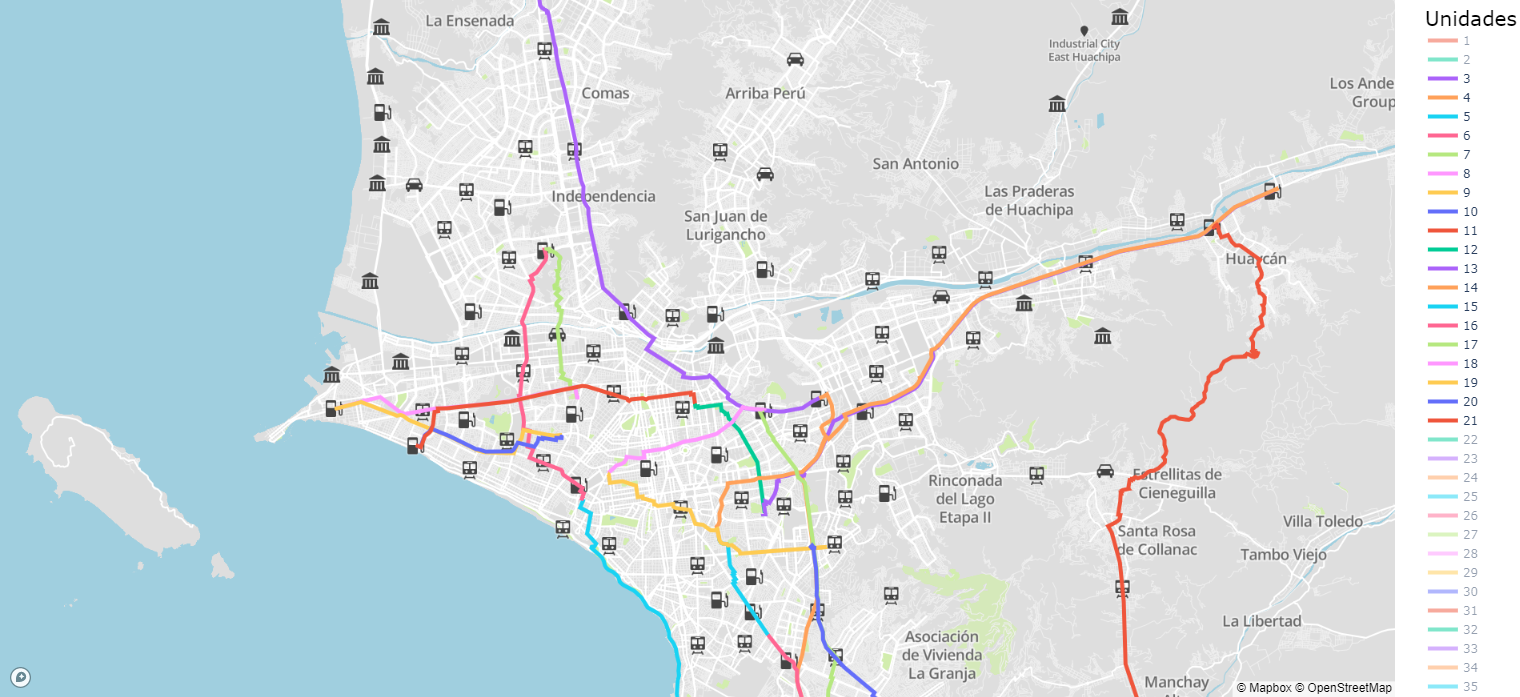 La Ensenada
Industrial City
East Huachipa
Comas
Arriba Perú
Los Ande
Group
San Antonio
Independencia
Las Praderas
de Huachipa
San Juan de
Lurigancho
Huaycán
Rinconada
del Lago
Etapa II
Estrellitas de
Cieneguilla
Villa Toledo
Santa Rosa
de Collanac
Tambo Viejo
La Libertad
Asociación
de Vivienda
La Granja
Manchay
© Mapbox © OpenStreetMap
Unidades
1
2
3
4
5
6
7
8
9
10
11
12
13
14
15
16
17
18
19
20
21
22
23
24
25
26
27
28
29
30
31
32
33
34
35